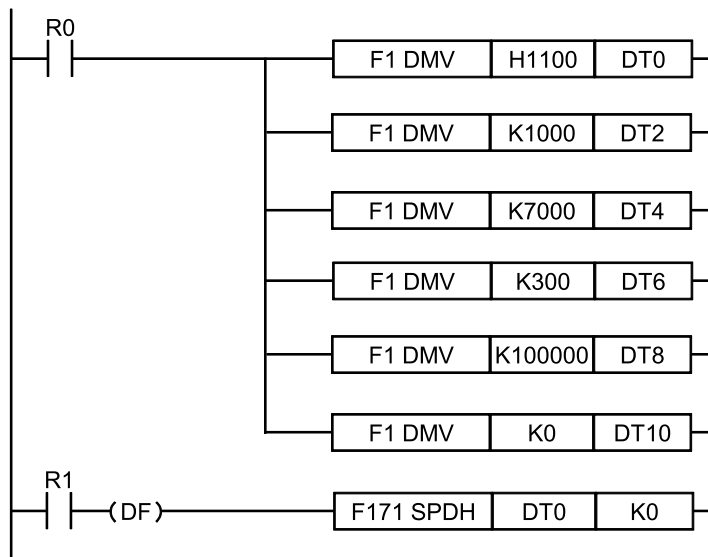 R0
F1 DMV H1100 DT0
F1 DMV K1000 DT2
F1 DMV K7000 DT4
F1 DMV K300 DT6
F1 DMV K100000 DT8
F1 DMV K0 DT10
R1
(DF) F171 SPDH DT0 K0